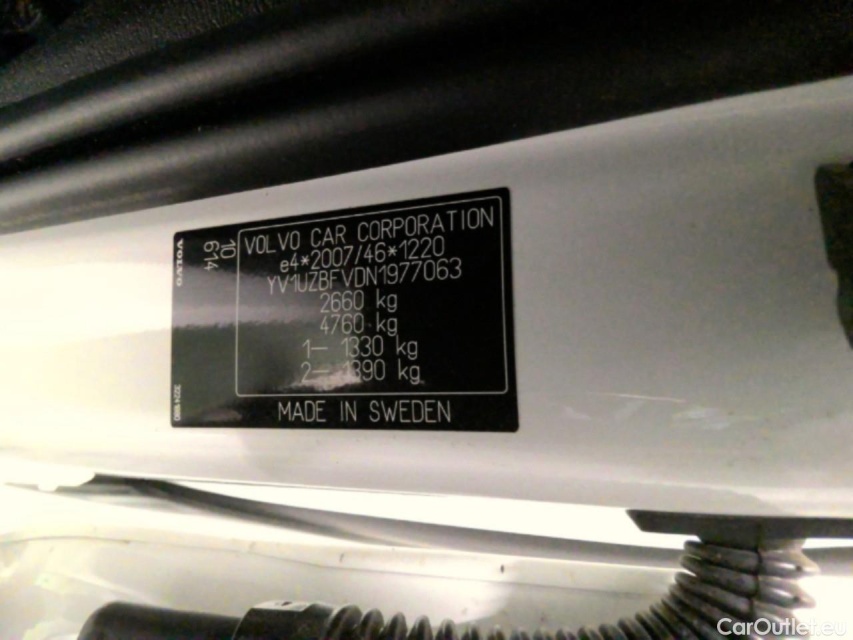 VOLVO
10
614
VOLVO CAR CORPORATION
e4*2007/46*1220
YV1UZBFVDN1977063
2660 kg
4760 kg
1– 1330 kg
2– 1390 kg
MADE IN SWEDEN
CarOutlet.eu